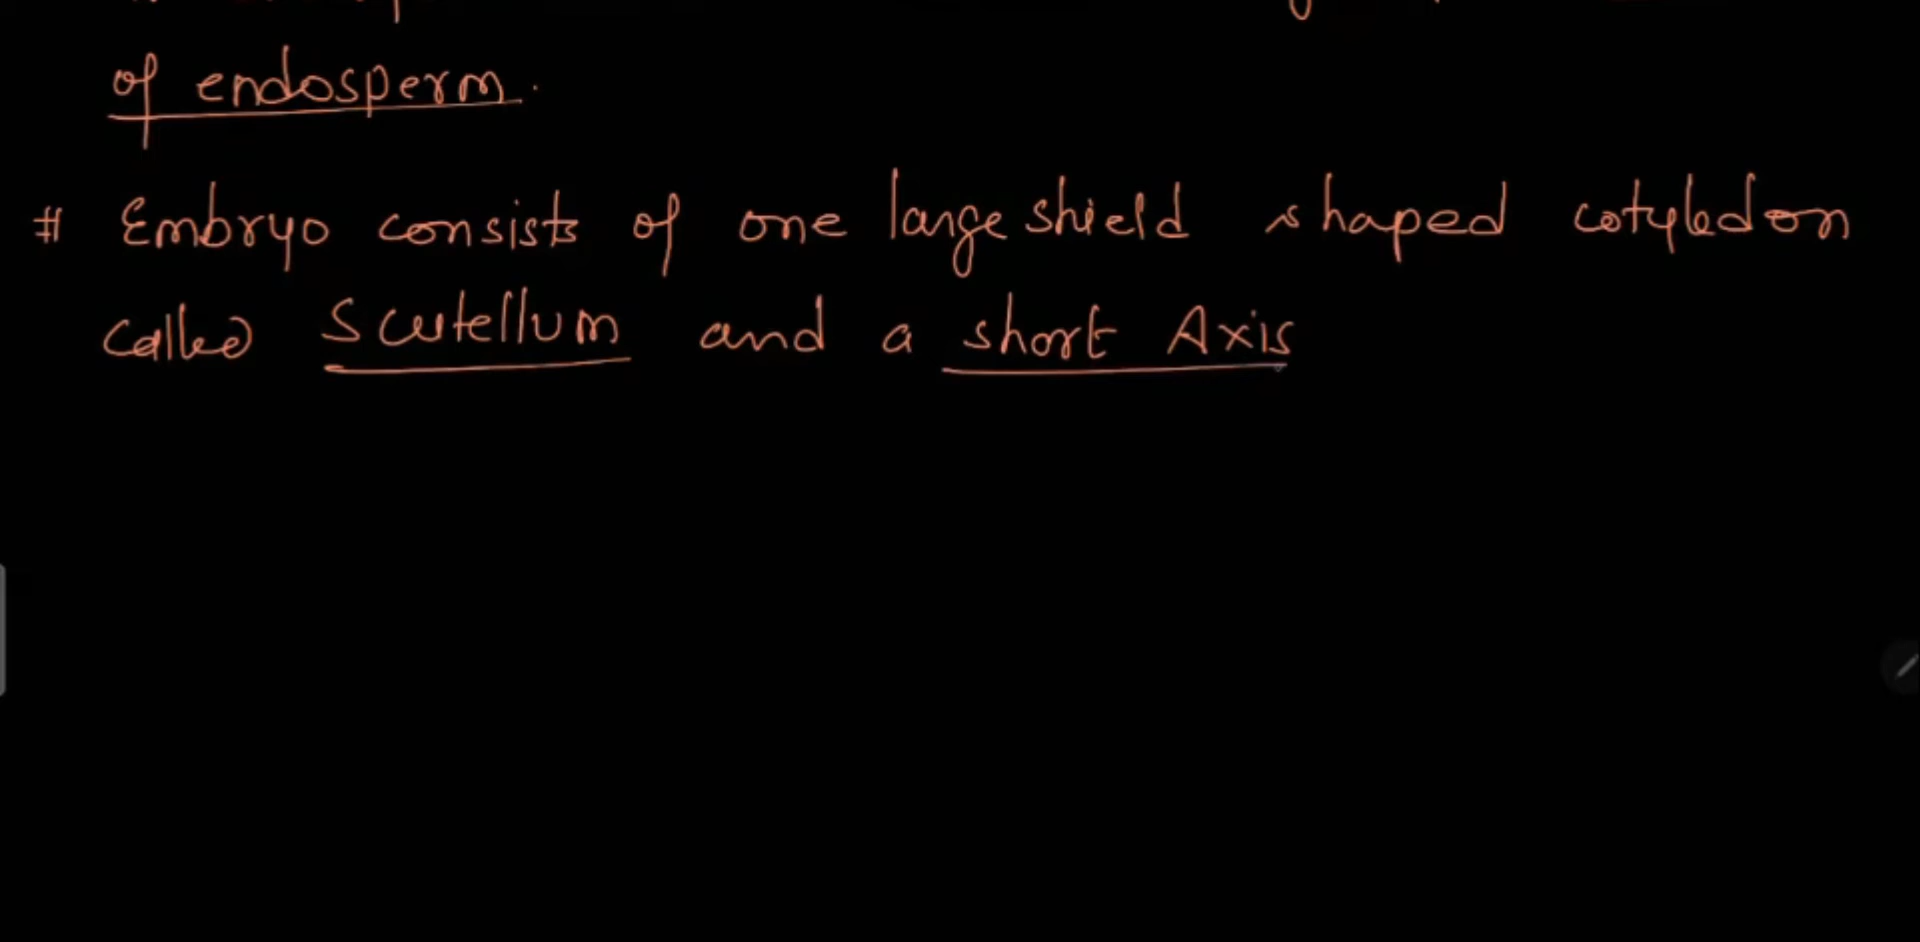 of endosperm.
# Embryo consists of one large shield shaped cotyledon
called Scutellum and a short Axis